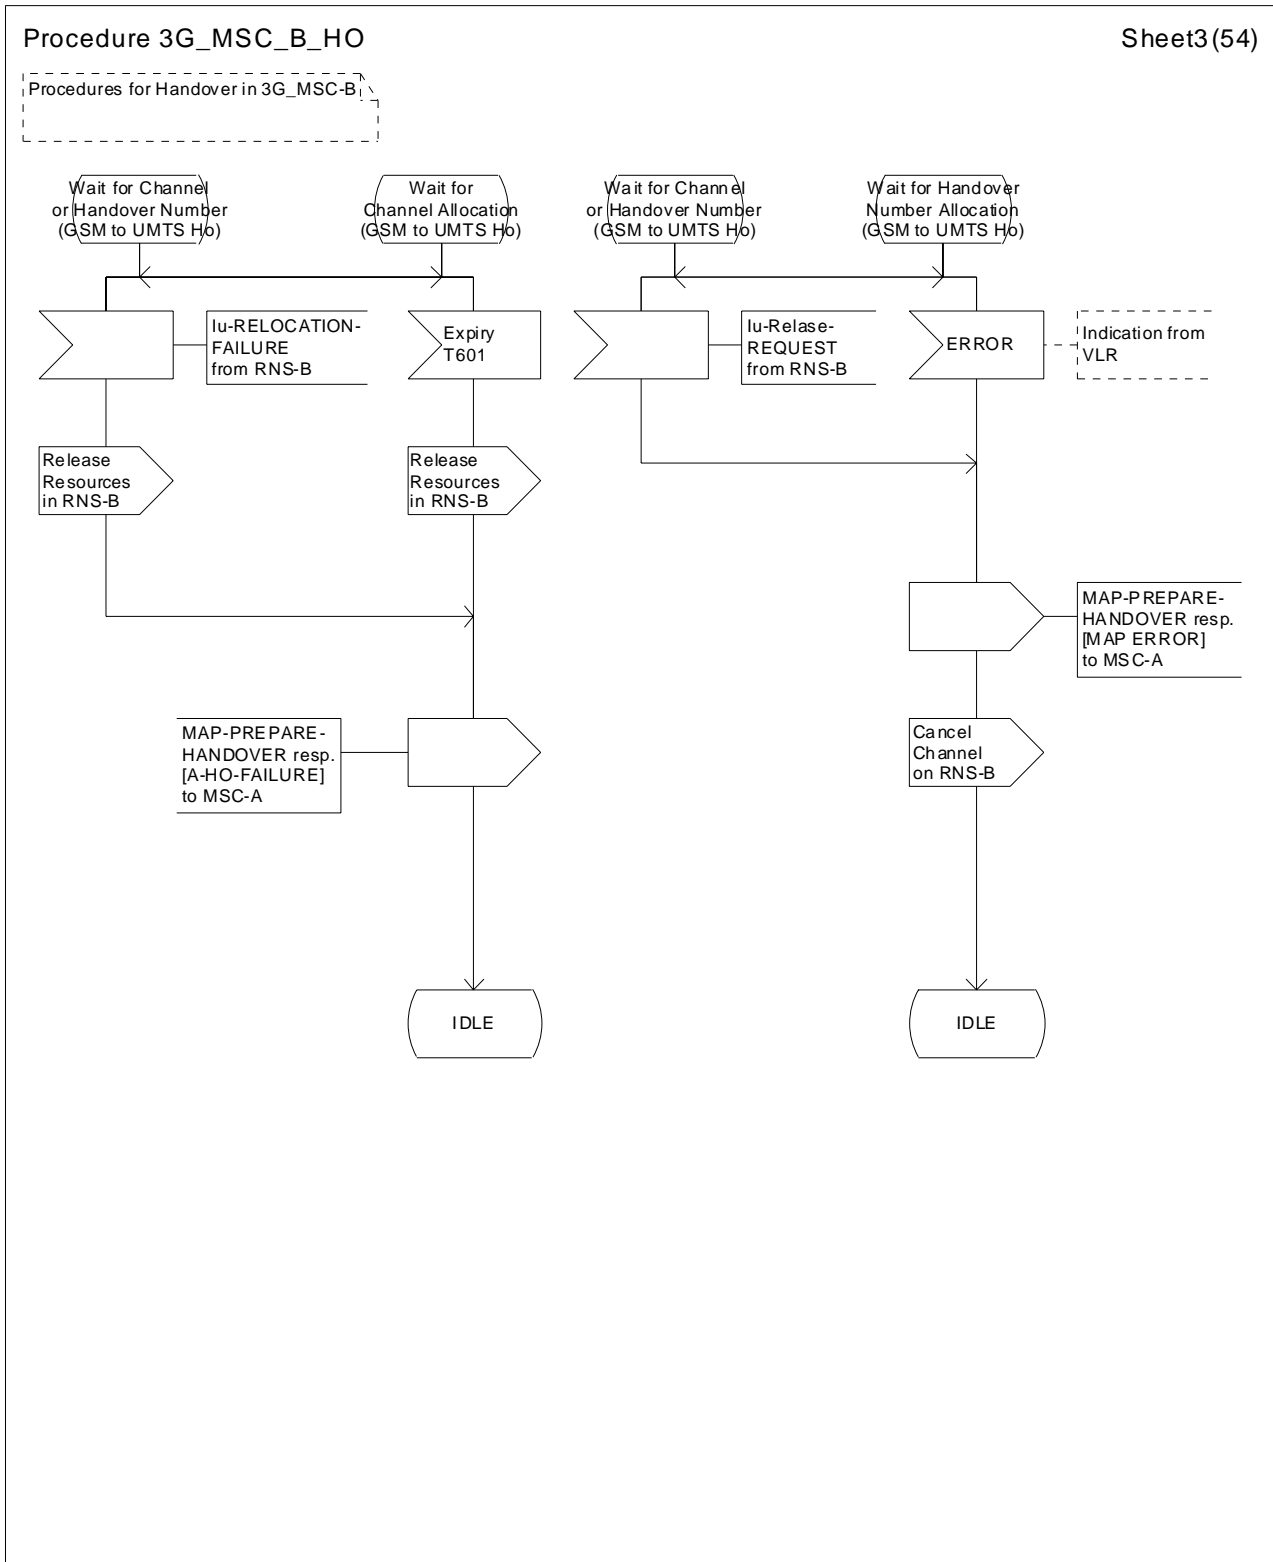 Procedure 3G_MSC_B_HO
Sheet3(54)
Procedures for Handover in 3G_MSC-B
Wait for Channel
or Handover Number
(GSM to UMTS Ho)
Wait for
Channel Allocation
(GSM to UMTS Ho)
Wait for Channel
or Handover Number
(GSM to UMTS Ho)
Wait for Handover
Number Allocation
(GSM to UMTS Ho)
Iu-RELOCATION-
FAILURE
from RNS-B
Expiry
T601
Iu-Relase-
REQUEST
from RNS-B
ERROR
Indication from
VLR
Release
Resources
in RNS-B
Release
Resources
in RNS-B
MAP-PREPARE-
HANDOVER resp.
[MAP ERROR]
to MSC-A
MAP-PREPARE-
HANDOVER resp.
[A-HO-FAILURE]
to MSC-A
Cancel
Channel
on RNS-B
IDLE
IDLE